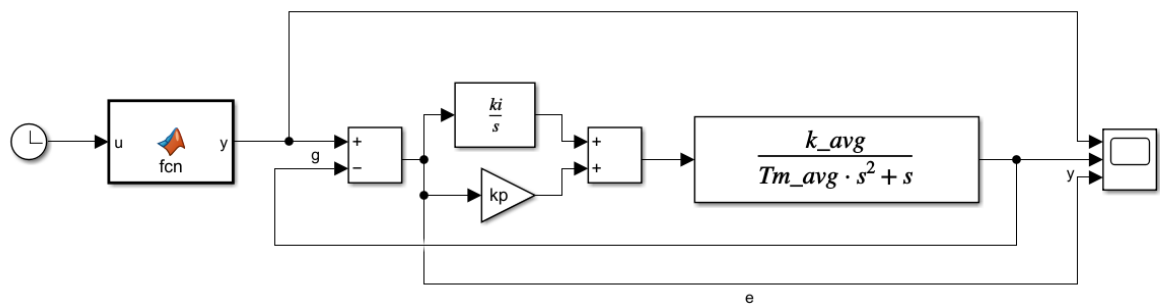 u
y
fcn
g
+
−
ki
s
kp
+
+
k_avg
Tm_avg · s² + s
y
e